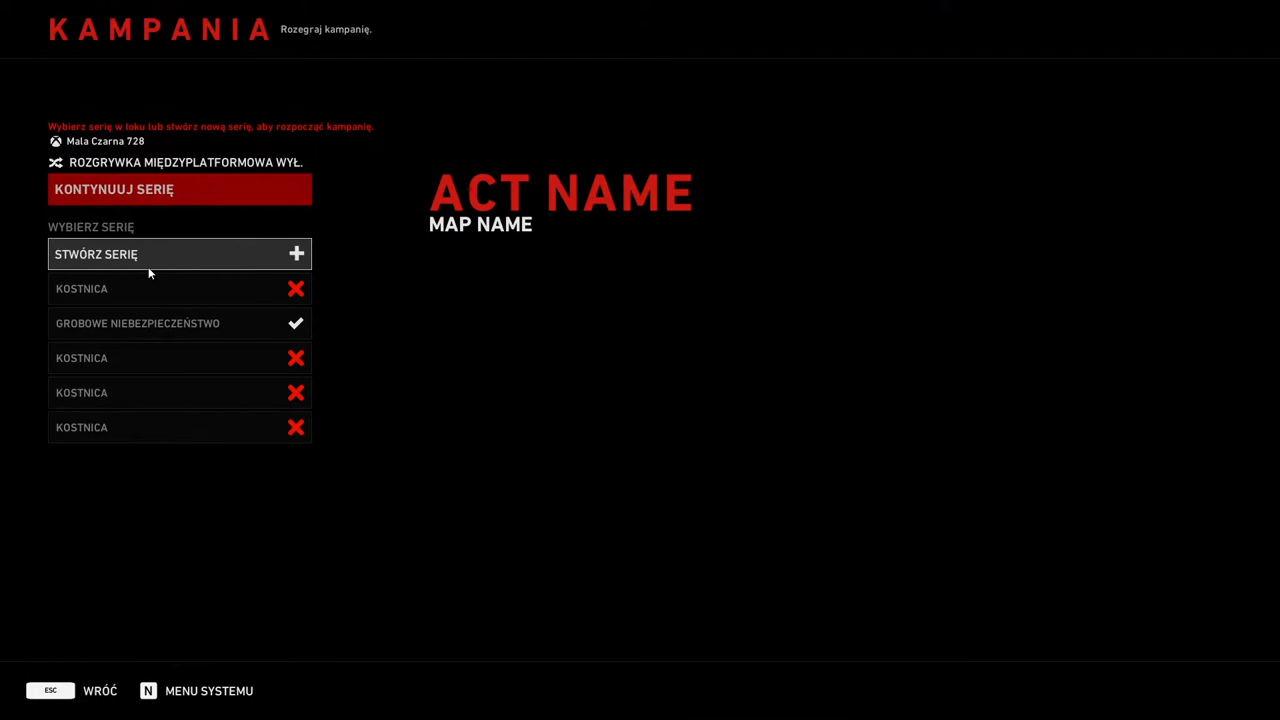 KAMPANIA
Rozegraj kampanię.
Wybierz serię w toku lub stwórz nową serię, aby rozpocząć kampanię.
Mala Czarna 728
ROZGRYWKA MIĘDZYPLATFORMOWA WYŁ.
KONTYNUUJ SERIĘ
WYBIERZ SERIĘ
STWÓRZ SERIĘ
KOSTNICA
GROBOWE NIEBEZPIECZEŃSTWO
KOSTNICA
KOSTNICA
KOSTNICA
ACT NAME
MAP NAME
ESC WRÓĆ N MENU SYSTEMU